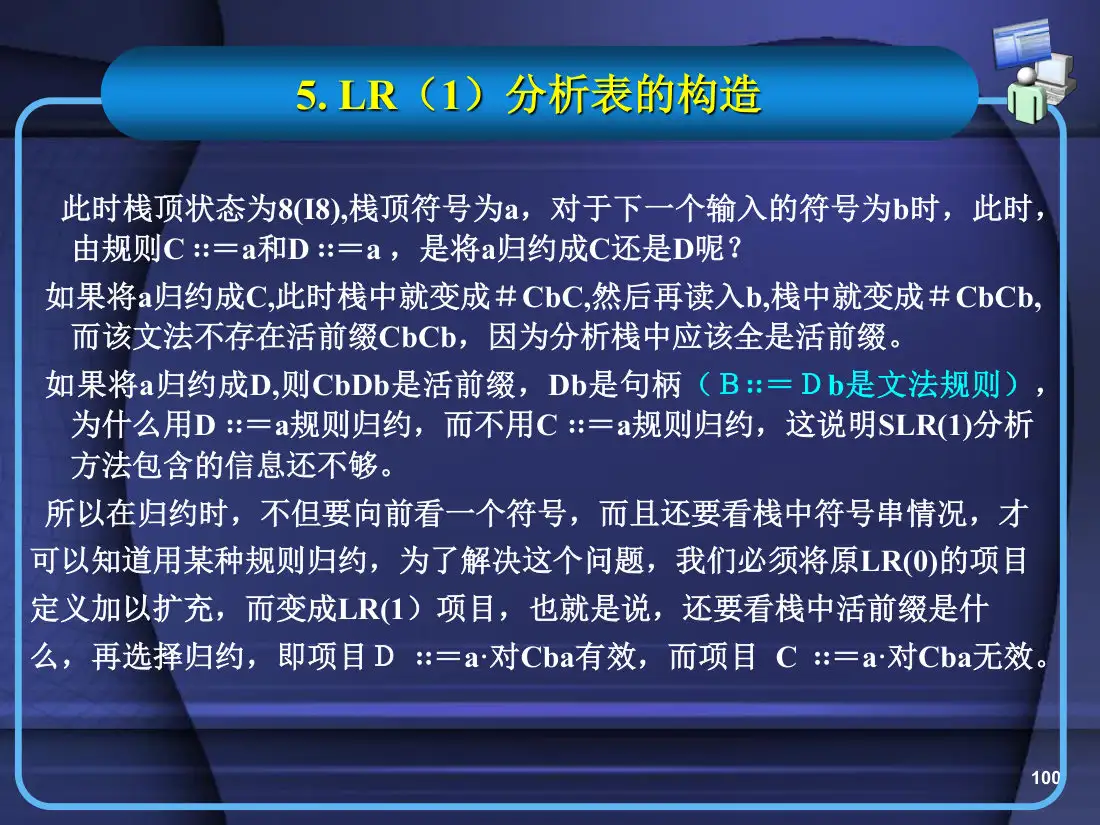 5. LR（1）分析表的构造
此时栈顶状态为8(I8),栈顶符号为a，对于下一个输入的符号为b时，此时，
由规则C ∷＝a和D ∷＝a ，是将a归约成C还是D呢？
如果将a归约成C,此时栈中就变成＃CbC,然后再读入b,栈中就变成＃CbCb,
而该文法不存在活前缀CbCb，因为分析栈中应该全是活前缀。
如果将a归约成D,则CbDb是活前缀，Db是句柄（Ｂ∷＝Ｄb是文法规则），
为什么用D ∷＝a规则归约，而不用C ∷＝a规则归约，这说明SLR(1)分析
方法包含的信息还不够。
所以在归约时，不但要向前看一个符号，而且还要看栈中符号串情况，才
可以知道用某种规则归约，为了解决这个问题，我们必须将原LR(0)的项目
定义加以扩充，而变成LR(1）项目，也就是说，还要看栈中活前缀是什
么，再选择归约，即项目Ｄ ∷＝a·对Cba有效，而项目 C ∷＝a·对Cba无效。
100